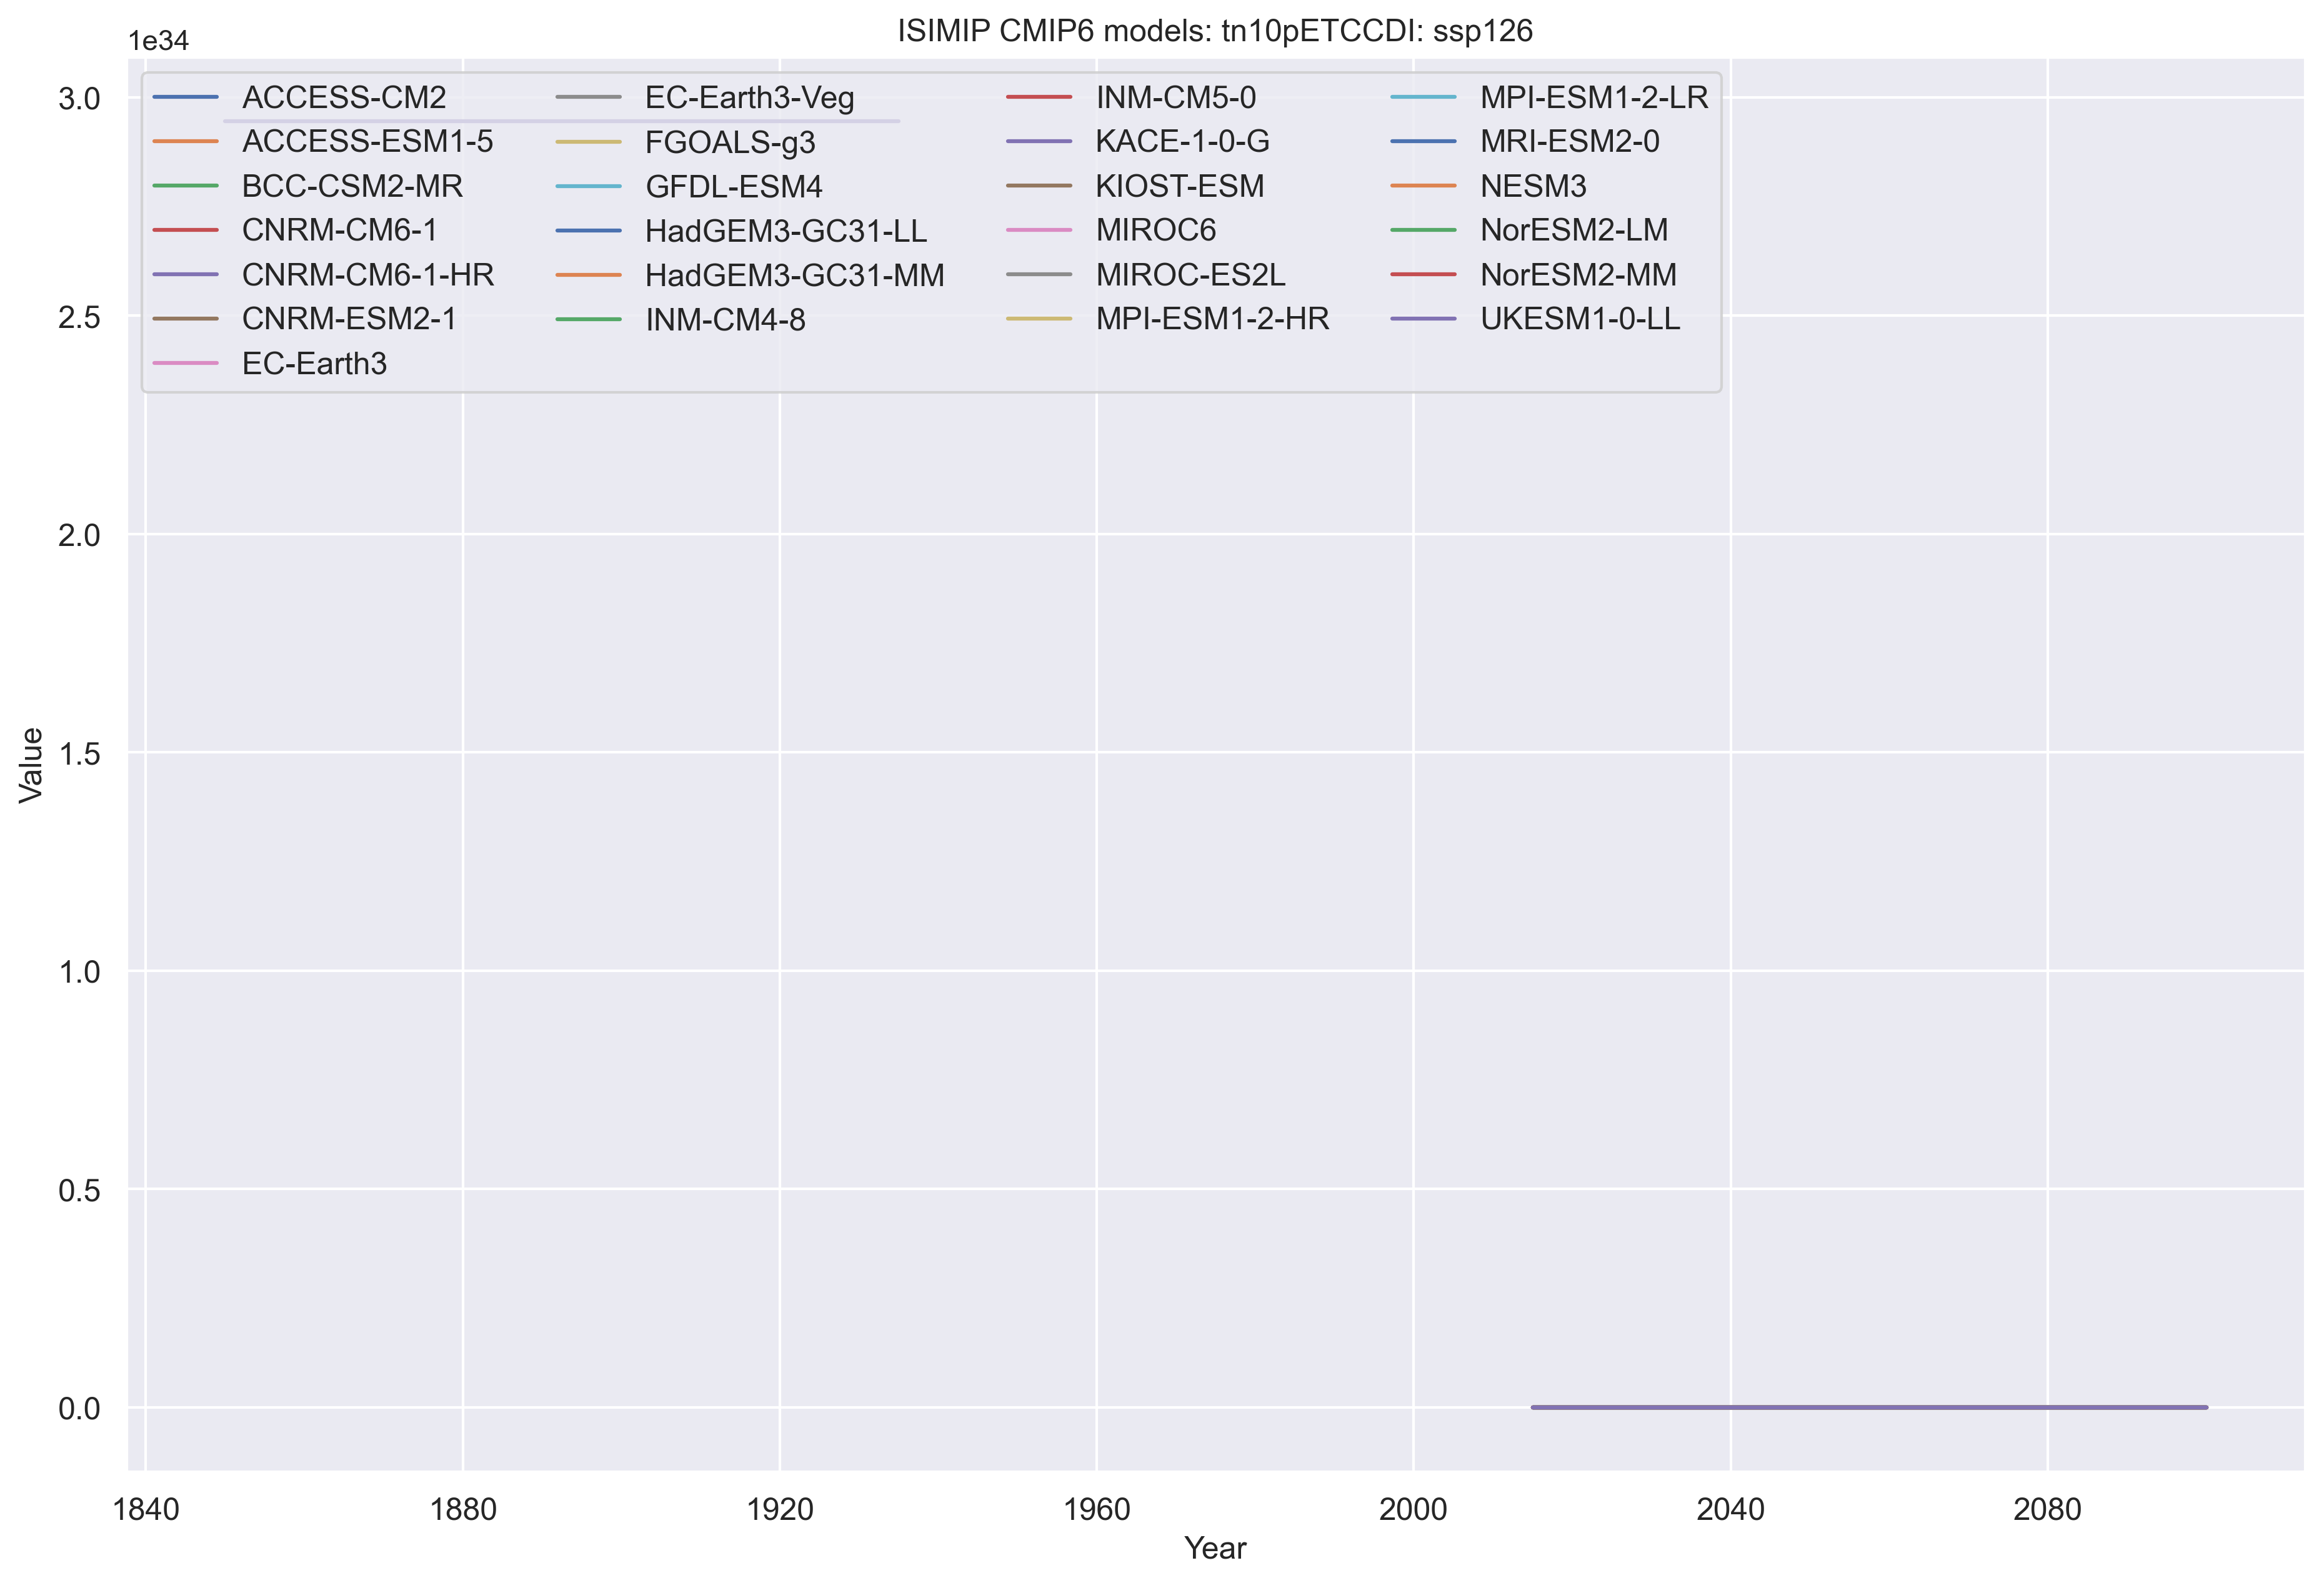 ISIMIP CMIP6 models: tn10pETCCDI: ssp126
1e34
3.0
2.5
2.0
1.5
1.0
0.5
0.0
Value
ACCESS-CM2
ACCESS-ESM1-5
BCC-CSM2-MR
CNRM-CM6-1
CNRM-CM6-1-HR
CNRM-ESM2-1
EC-Earth3
EC-Earth3-Veg
FGOALS-g3
GFDL-ESM4
HadGEM3-GC31-LL
HadGEM3-GC31-MM
INM-CM4-8
INM-CM5-0
KACE-1-0-G
KIOST-ESM
MIROC6
MIROC-ES2L
MPI-ESM1-2-HR
MPI-ESM1-2-LR
MRI-ESM2-0
NESM3
NorESM2-LM
NorESM2-MM
UKESM1-0-LL
1840 1880 1920 1960 2000 2040 2080
Year